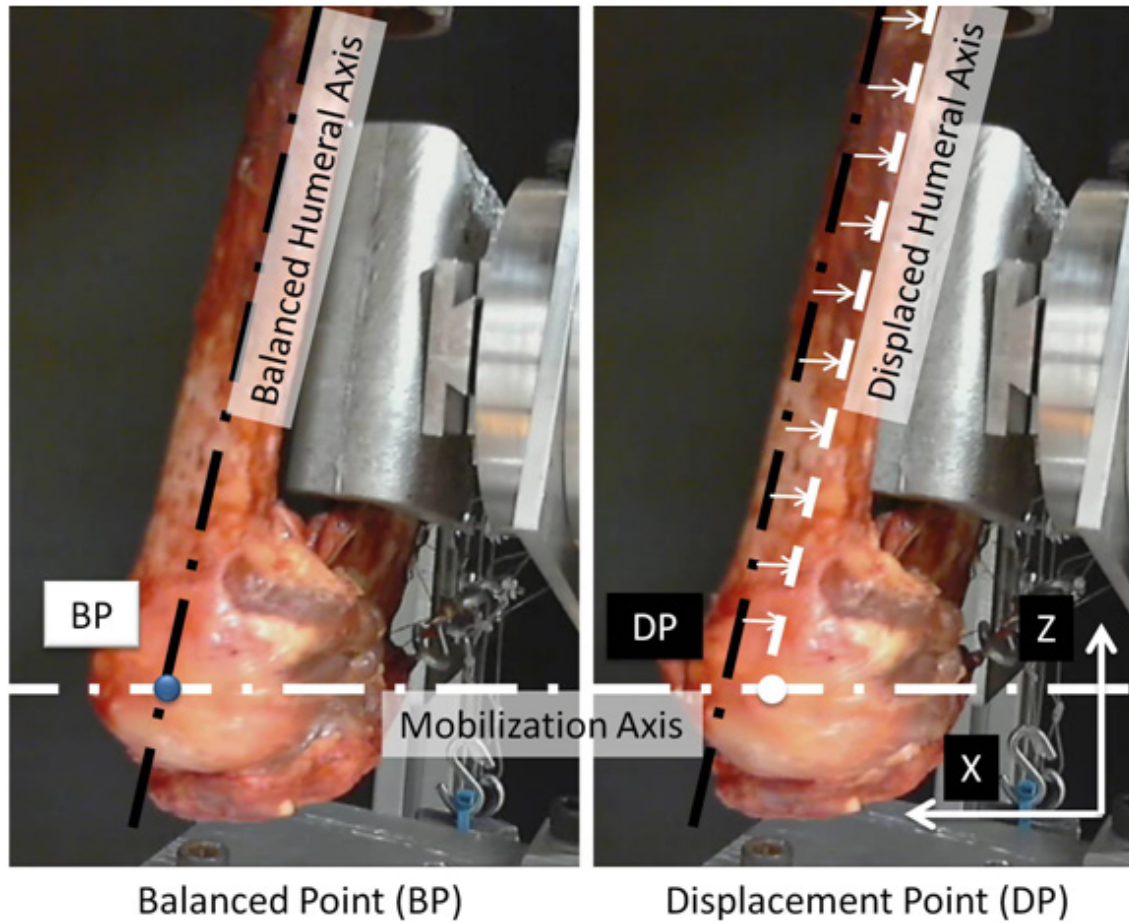 Balanced Humeral Axis
Displaced Humeral Axis
BP
DP
Z
Mobilization Axis
X
Balanced Point (BP)
Displacement Point (DP)